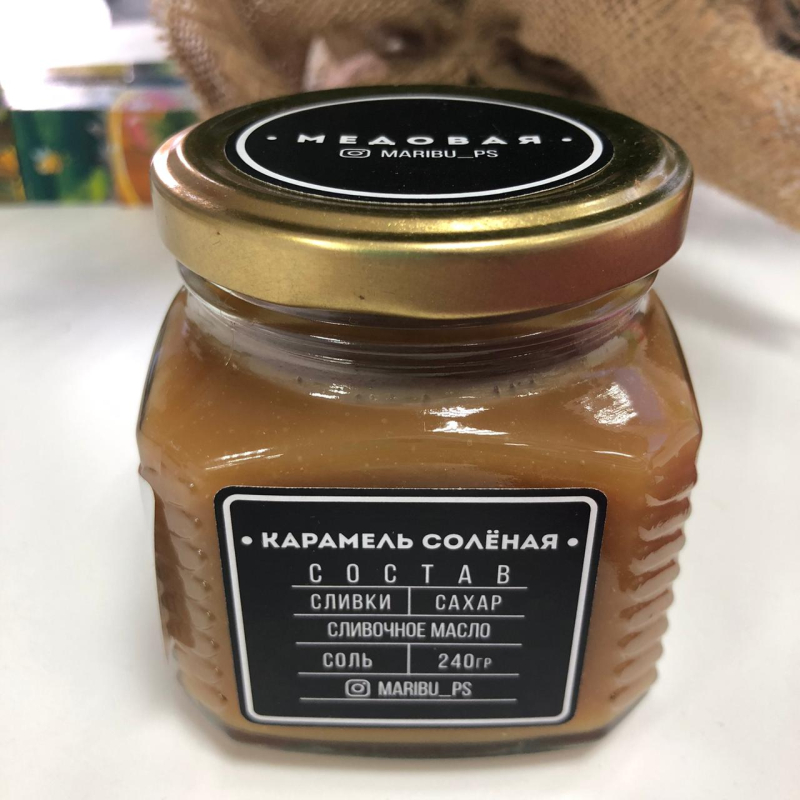 • МЕДОВАЯ •
MARIBU_PS
• КАРАМЕЛЬ СОЛЁНАЯ •
СОСТАВ
СЛИВКИ | САХАР
СЛИВОЧНОЕ МАСЛО
СОЛЬ | 240ГР
MARIBU_PS